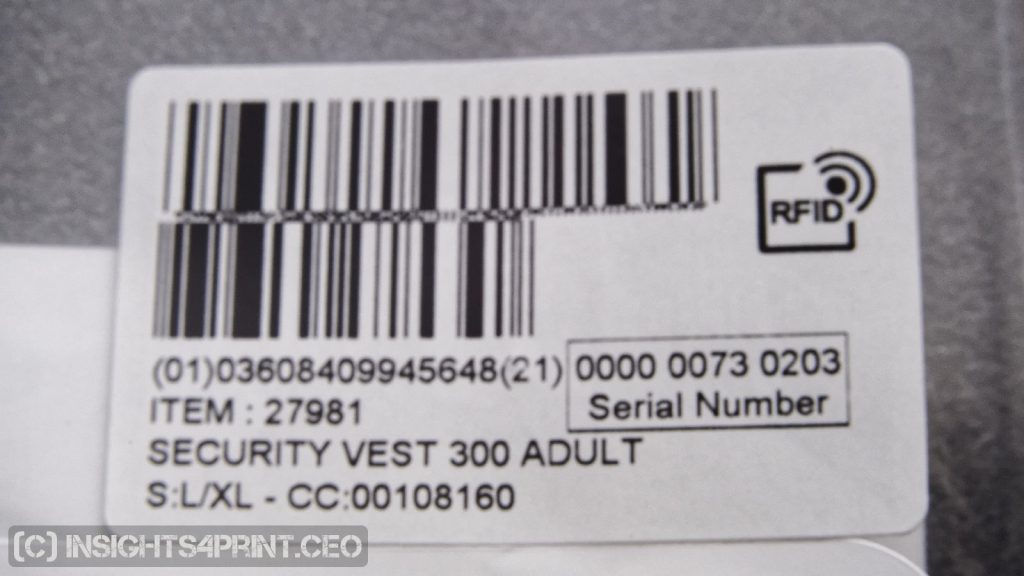 RFID
(01)03608409945648(21) 0000 0073 0203
Serial Number
ITEM : 27981
SECURITY VEST 300 ADULT
S:L/XL - CC:00108160
(C) INSIGHTS4PRINT.CEO